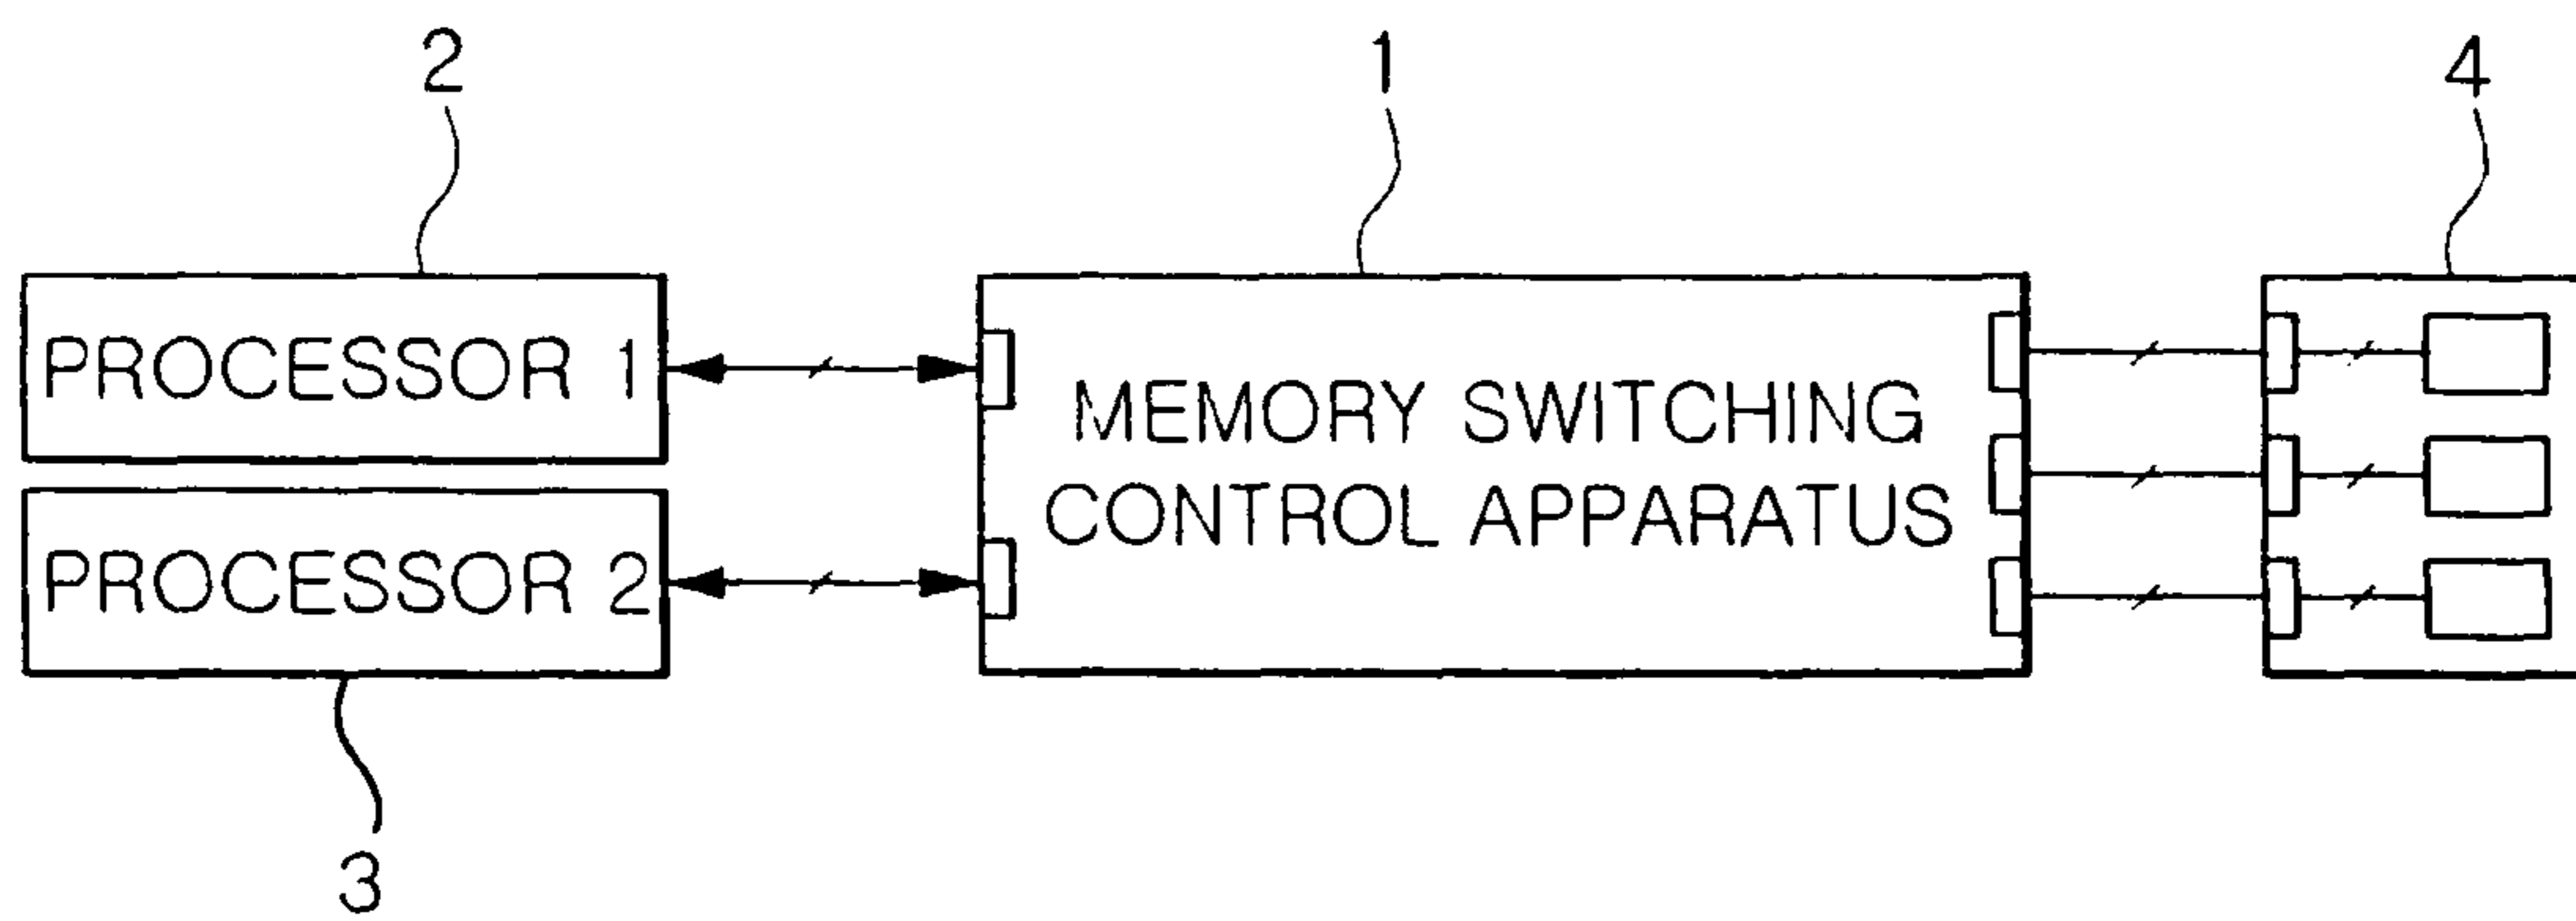 2
1
4
PROCESSOR 1
MEMORY SWITCHING
CONTROL APPARATUS
PROCESSOR 2
3